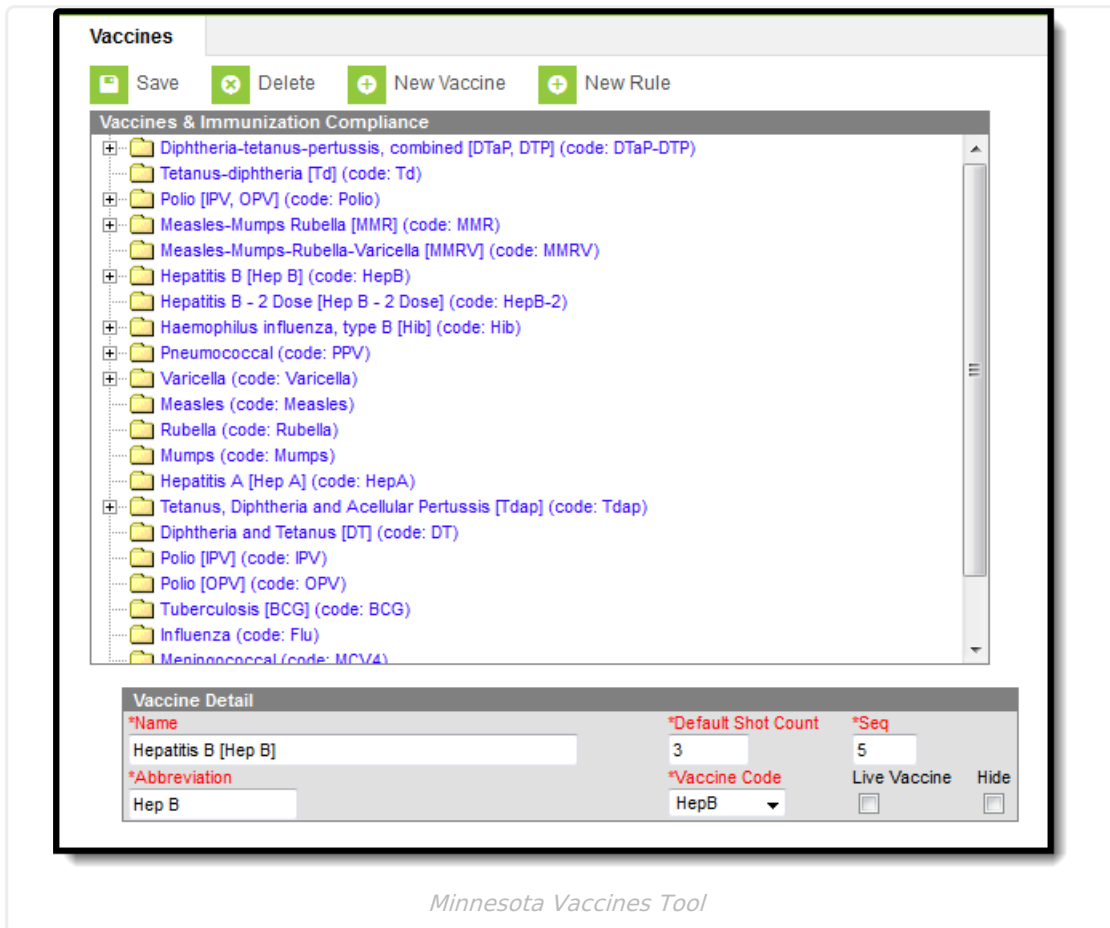 Vaccines
Save Delete New Vaccine New Rule
Vaccines & Immunization Compliance
Diphtheria-tetanus-pertussis, combined [DTaP, DTP] (code: DTaP-DTP)
Tetanus-diphtheria [Td] (code: Td)
Polio [IPV, OPV] (code: Polio)
Measles-Mumps Rubella [MMR] (code: MMR)
Measles-Mumps-Rubella-Varicella [MMRV] (code: MMRV)
Hepatitis B [Hep B] (code: HepB)
Hepatitis B - 2 Dose [Hep B - 2 Dose] (code: HepB-2)
Haemophilus influenza, type B [Hib] (code: Hib)
Pneumococcal (code: PPV)
Varicella (code: Varicella)
Measles (code: Measles)
Rubella (code: Rubella)
Mumps (code: Mumps)
Hepatitis A [Hep A] (code: HepA)
Tetanus, Diphtheria and Acellular Pertussis [Tdap] (code: Tdap)
Diphtheria and Tetanus [DT] (code: DT)
Polio [IPV] (code: IPV)
Polio [OPV] (code: OPV)
Tuberculosis [BCG] (code: BCG)
Influenza (code: Flu)
Meningococcal (code: MCV4)
Vaccine Detail
*Name *Default Shot Count *Seq
Hepatitis B [Hep B] 3 5
*Abbreviation *Vaccine Code Live Vaccine Hide
Hep B HepB
Minnesota Vaccines Tool